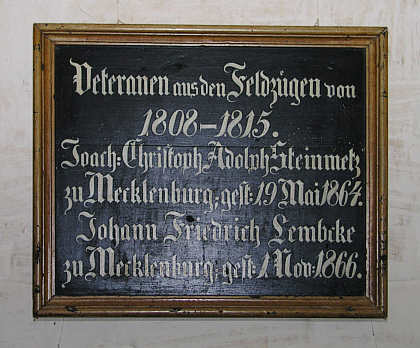 Veteranen aus den Feldzügen von
1808–1815.
Joach: Christoph Adolph Steinmetz
zu Mecklenburg, gest: 19 Mai 1864.
Johann Friedrich Lembcke
zu Mecklenburg: gest: 1 Nov: 1866.